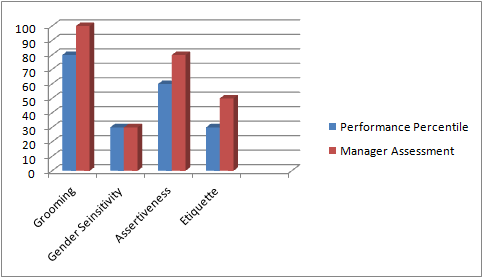 100
90
80
70
60
50
40
30
20
10
0
Grooming
Gender Seinsitivity
Assertiveness
Etiquette
Performance Percentile
Manager Assessment